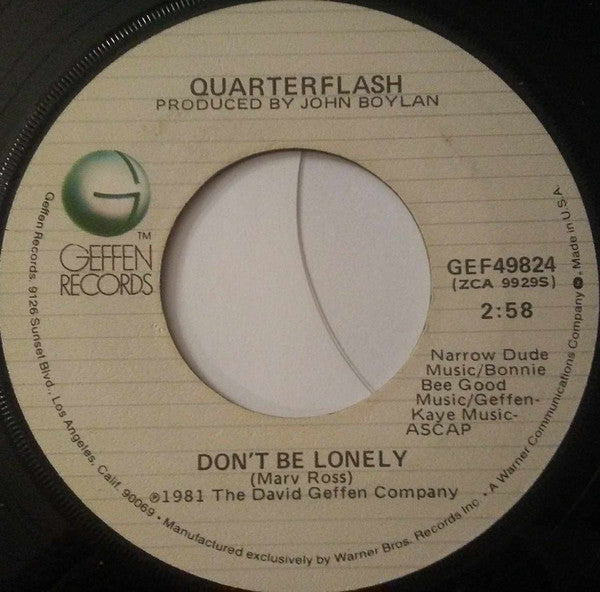 QUARTERFLASH
PRODUCED BY JOHN BOYLAN
G
TM
GEFFEN
RECORDS
GEF49824
(ZCA 9929S)
2:58
Narrow Dude
Music/Bonnie
Bee Good
Music/Geffen-
Kaye Music-
ASCAP
DON'T BE LONELY
(Marv Ross)
℗1981 The David Geffen Company
Geffen Records, 9126 Sunset Blvd., Los Angeles, Calif. 90069 • Manufactured exclusively by Warner Bros. Records Inc. • A Warner Communications Company • Made in U.S.A.